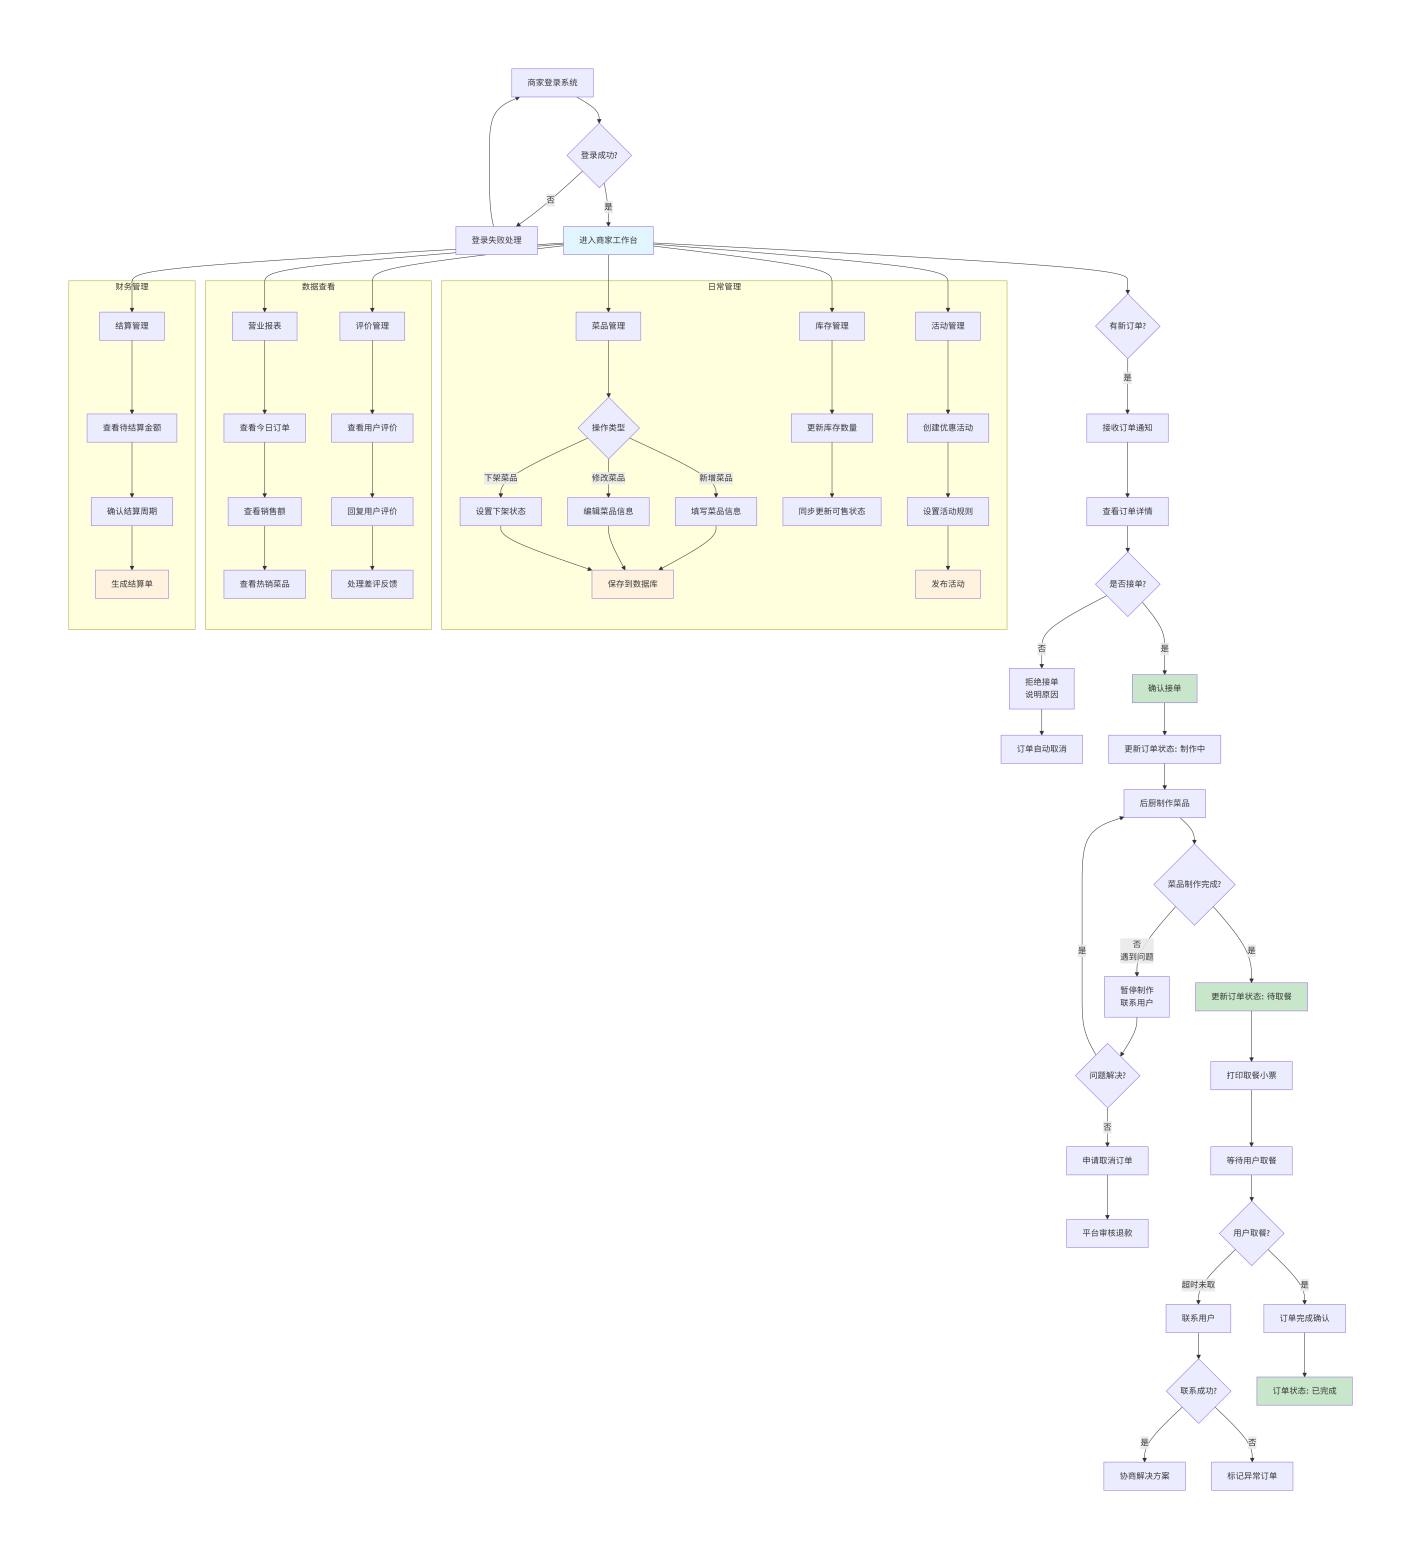 商家登录系统
登录成功?
否
是
登录失败处理
进入商家工作台
财务管理
数据查看
日常管理
结算管理
营业报表
评价管理
菜品管理
库存管理
活动管理
有新订单?
是
查看待结算金额
查看今日订单
查看用户评价
操作类型
更新库存数量
创建优惠活动
接收订单通知
下架菜品
修改菜品
新增菜品
确认结算周期
查看销售额
回复用户评价
设置下架状态
编辑菜品信息
填写菜品信息
同步更新可售状态
设置活动规则
查看订单详情
生成结算单
查看热销菜品
处理差评反馈
保存到数据库
发布活动
是否接单?
否
是
拒绝接单
说明原因
确认接单
订单自动取消
更新订单状态: 制作中
后厨制作菜品
菜品制作完成?
是
否
遇到问题
是
暂停制作
联系用户
更新订单状态: 待取餐
问题解决?
打印取餐小票
否
申请取消订单
等待用户取餐
平台审核退款
用户取餐?
超时未取
是
联系用户
订单完成确认
联系成功?
订单状态: 已完成
是
否
协商解决方案
标记异常订单